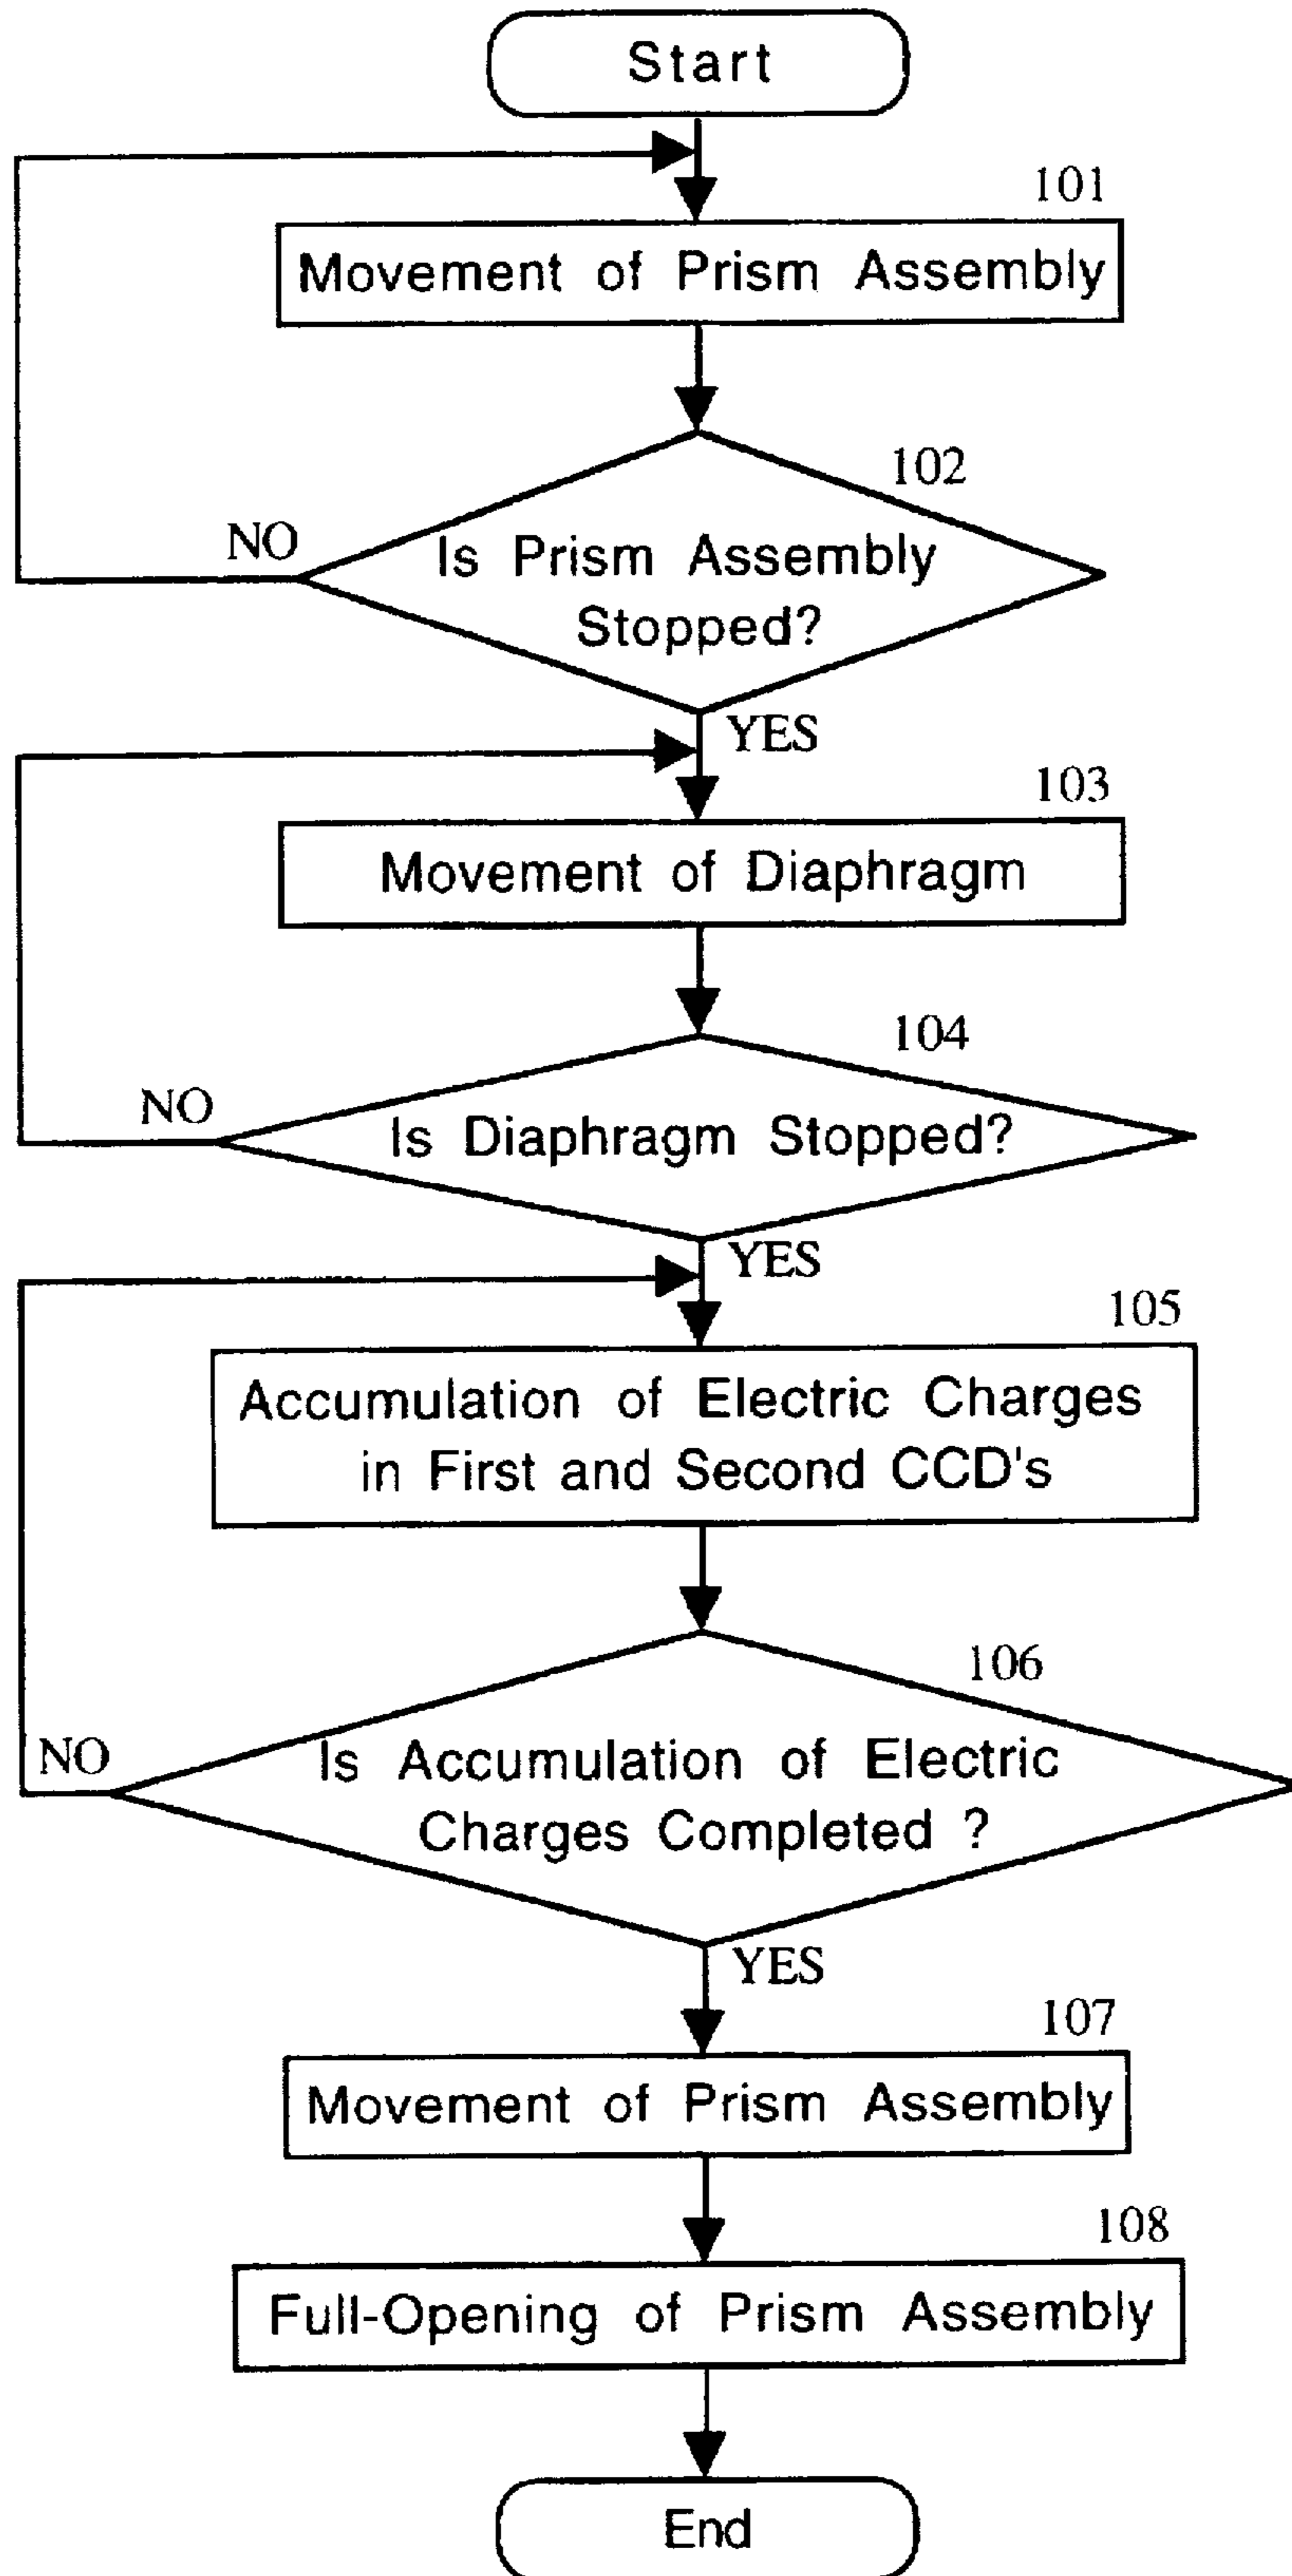 Start
101
Movement of Prism Assembly
102
NO
Is Prism Assembly
Stopped?
YES
103
Movement of Diaphragm
104
NO
Is Diaphragm Stopped?
YES
105
Accumulation of Electric Charges
in First and Second CCD's
106
NO
Is Accumulation of Electric
Charges Completed ?
YES
107
Movement of Prism Assembly
108
Full-Opening of Prism Assembly
End